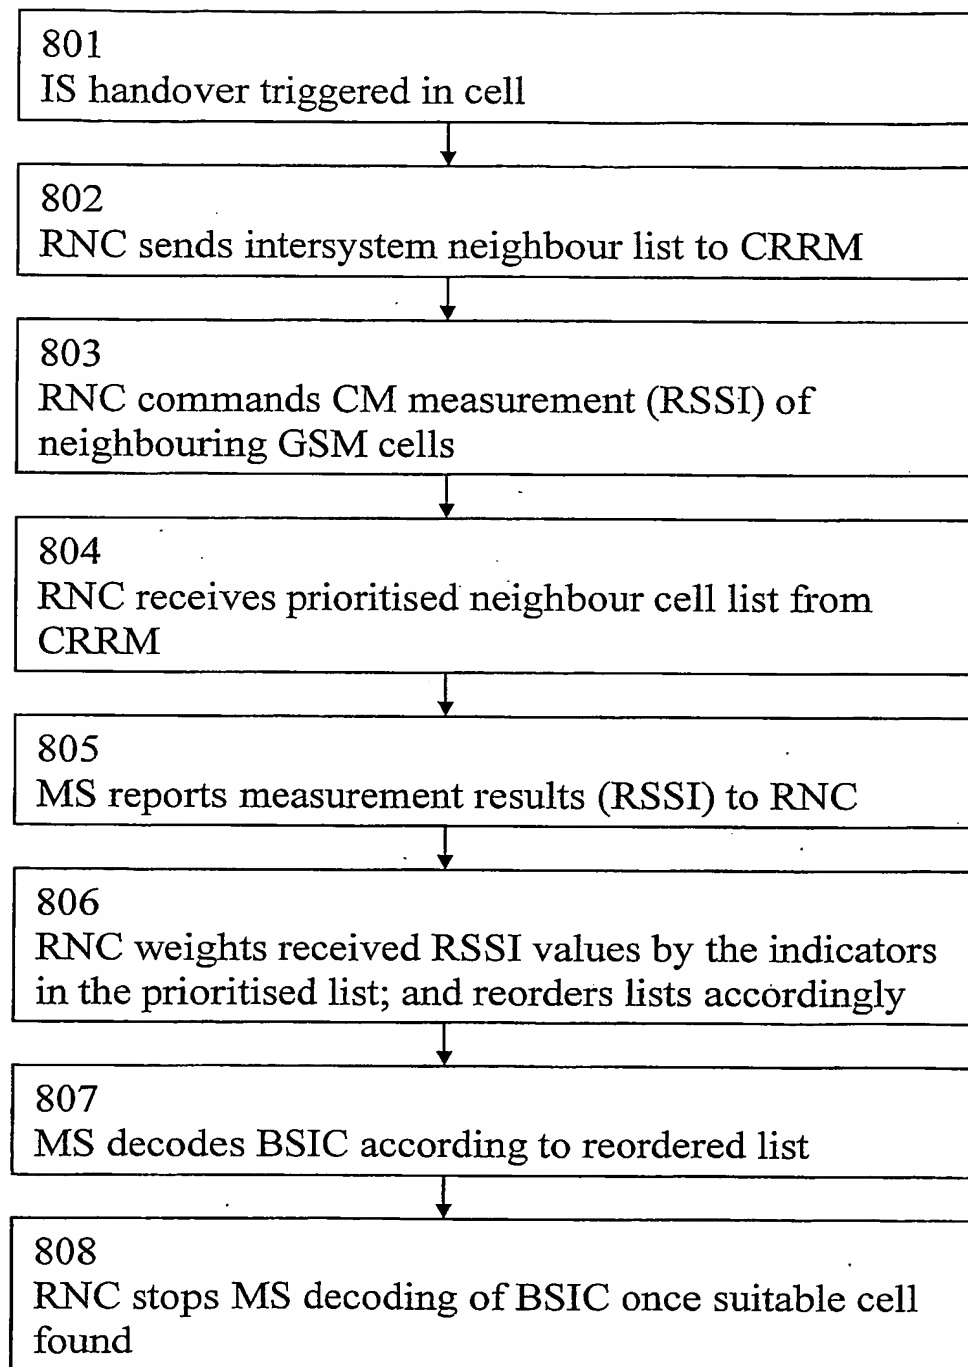 801
IS handover triggered in cell
802
RNC sends intersystem neighbour list to CRRM
803
RNC commands CM measurement (RSSI) of
neighbouring GSM cells
804
RNC receives prioritised neighbour cell list from
CRRM
805
MS reports measurement results (RSSI) to RNC
806
RNC weights received RSSI values by the indicators
in the prioritised list; and reorders lists accordingly
807
MS decodes BSIC according to reordered list
808
RNC stops MS decoding of BSIC once suitable cell
found